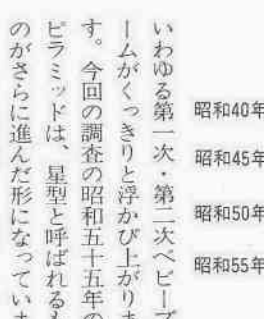 いわゆる第一次・第二次ベビーブ
ームがくっきりと浮かび上がりま
す。今回の調査の昭和五十五年の
ピラミッドは、星型と呼ばれるも
のがさらに進んだ形になっていま
昭和40年
昭和45年
昭和50年
昭和55年